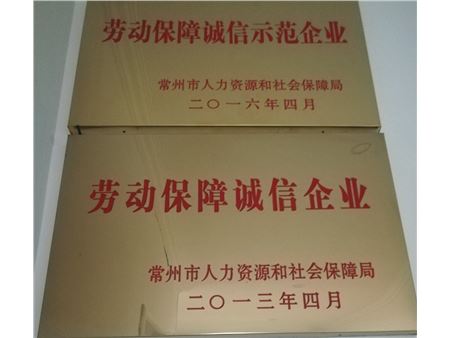 劳动保障诚信示范企业
常州市人力资源和社会保障局
二〇一六年四月
劳动保障诚信企业
常州市人力资源和社会保障局
二〇一三年四月